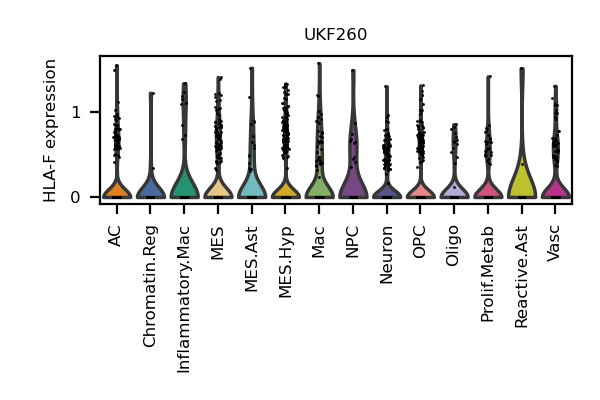 UKF260
HLA-F expression
1
0
AC
Chromatin.Reg
Inflammatory.Mac
MES
MES.Ast
MES.Hyp
Mac
NPC
Neuron
OPC
Oligo
Prolif.Metab
Reactive.Ast
Vasc